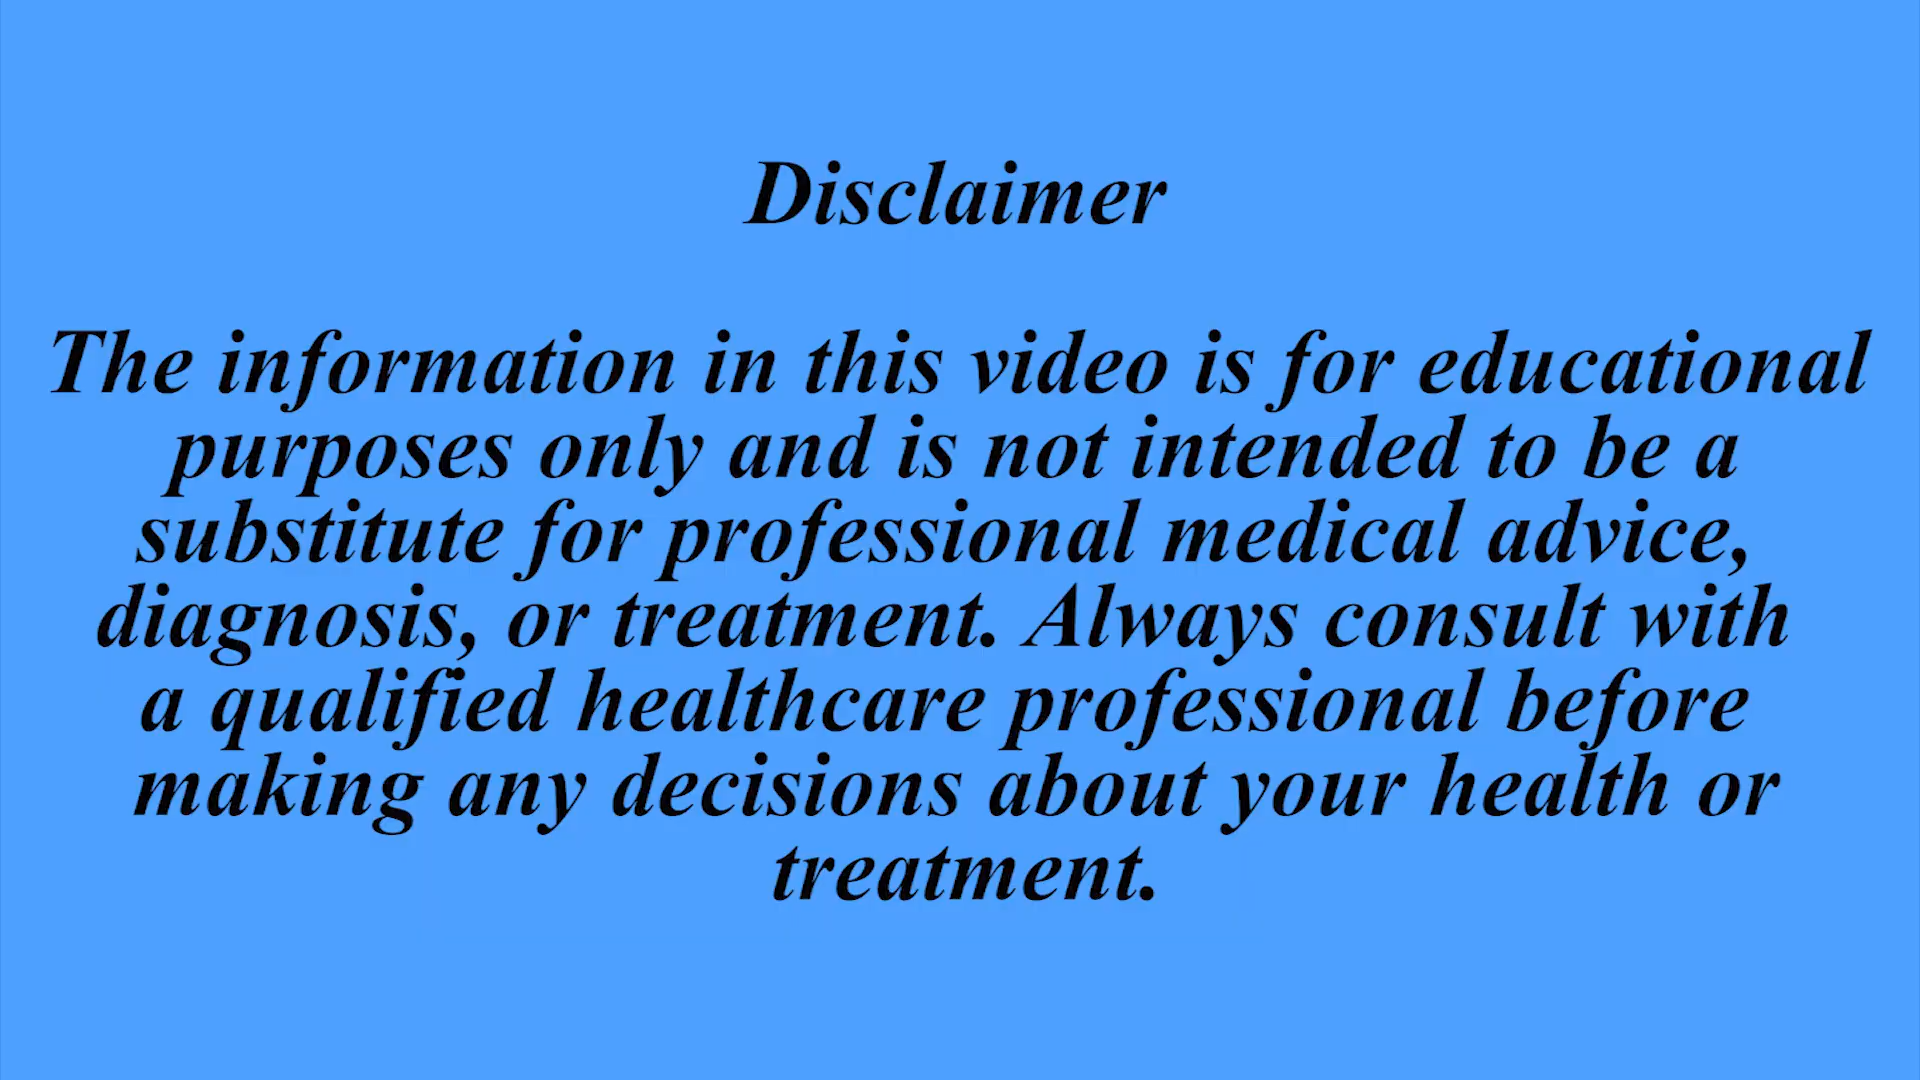 Disclaimer
The information in this video is for educational
purposes only and is not intended to be a
substitute for professional medical advice,
diagnosis, or treatment. Always consult with
a qualified healthcare professional before
making any decisions about your health or
treatment.